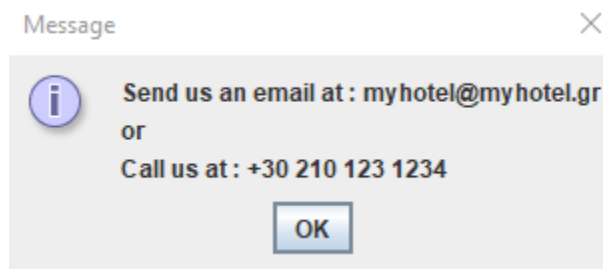 Message
Send us an email at : myhotel@myhotel.gr
or
Call us at : +30 210 123 1234
OK